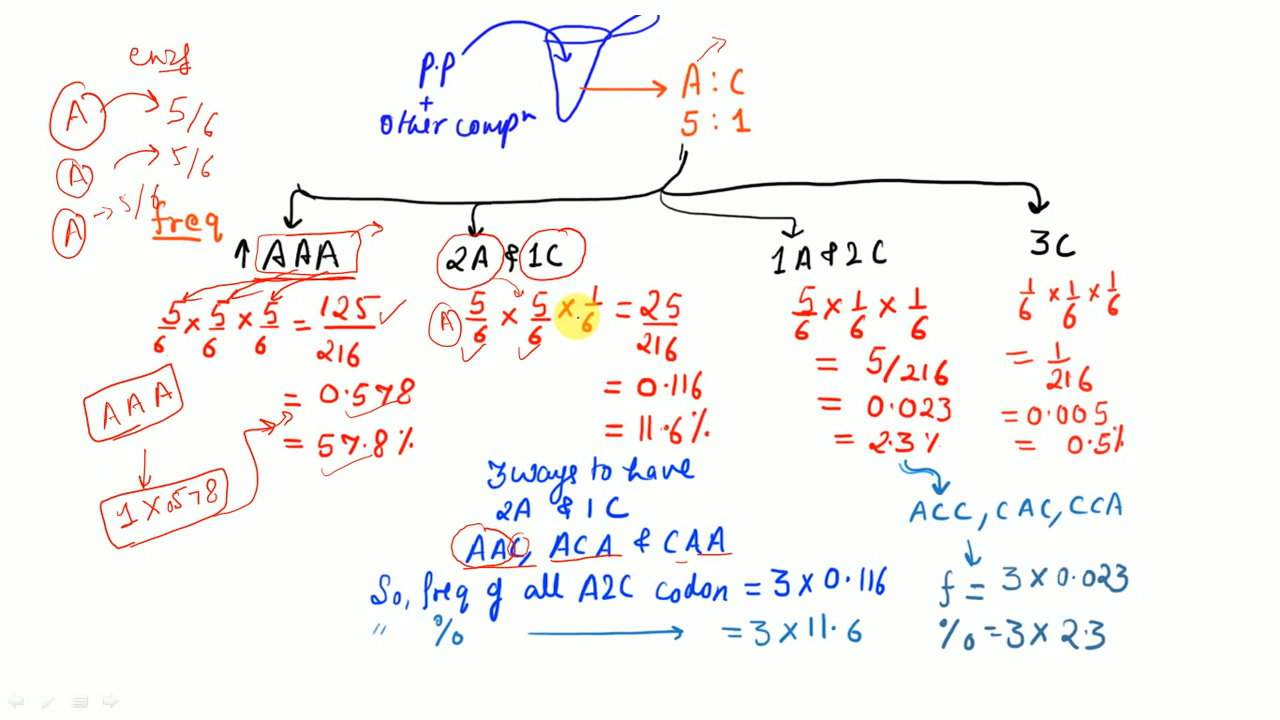 enzf
A → 5/6
A → 5/6
A → 5/6
P.P
+
other compn
A : C
5 : 1
freq
↑ AAA
5/6 × 5/6 × 5/6 = 125/216 ✓
= 0.578
= 57.8%
AAA
1 × 0578
2A & 1C
A 5/6 × 5/6 × 1/6 = 25/216
= 0.116
= 11.6%
3 ways to have
2A & 1C
AAC, ACA & CAA
So, freq of all A2C codon = 3 × 0.116
" % → = 3 × 11.6
1A & 2C
5/6 × 1/6 × 1/6
= 5/216
= 0.023
= 2.3%
ACC, CAC, CCA
f = 3 × 0.023
% = 3 × 2.3
3C
1/6 × 1/6 × 1/6
= 1/216
= 0.005
= 0.5%